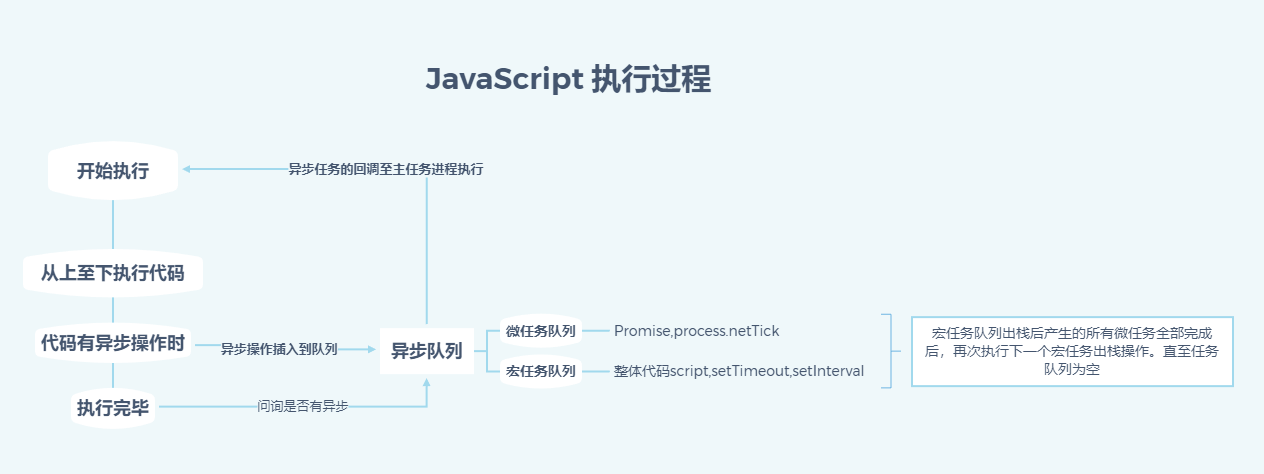 JavaScript 执行过程
开始执行
异步任务的回调至主任务进程执行
从上至下执行代码
代码有异步操作时
异步操作插入到队列
异步队列
微任务队列
Promise,process.netTick
宏任务队列
整体代码script,setTimeout,setInterval
宏任务队列出栈后产生的所有微任务全部完成
后，再次执行下一个宏任务出栈操作。直至任务
队列为空
执行完毕
问询是否有异步